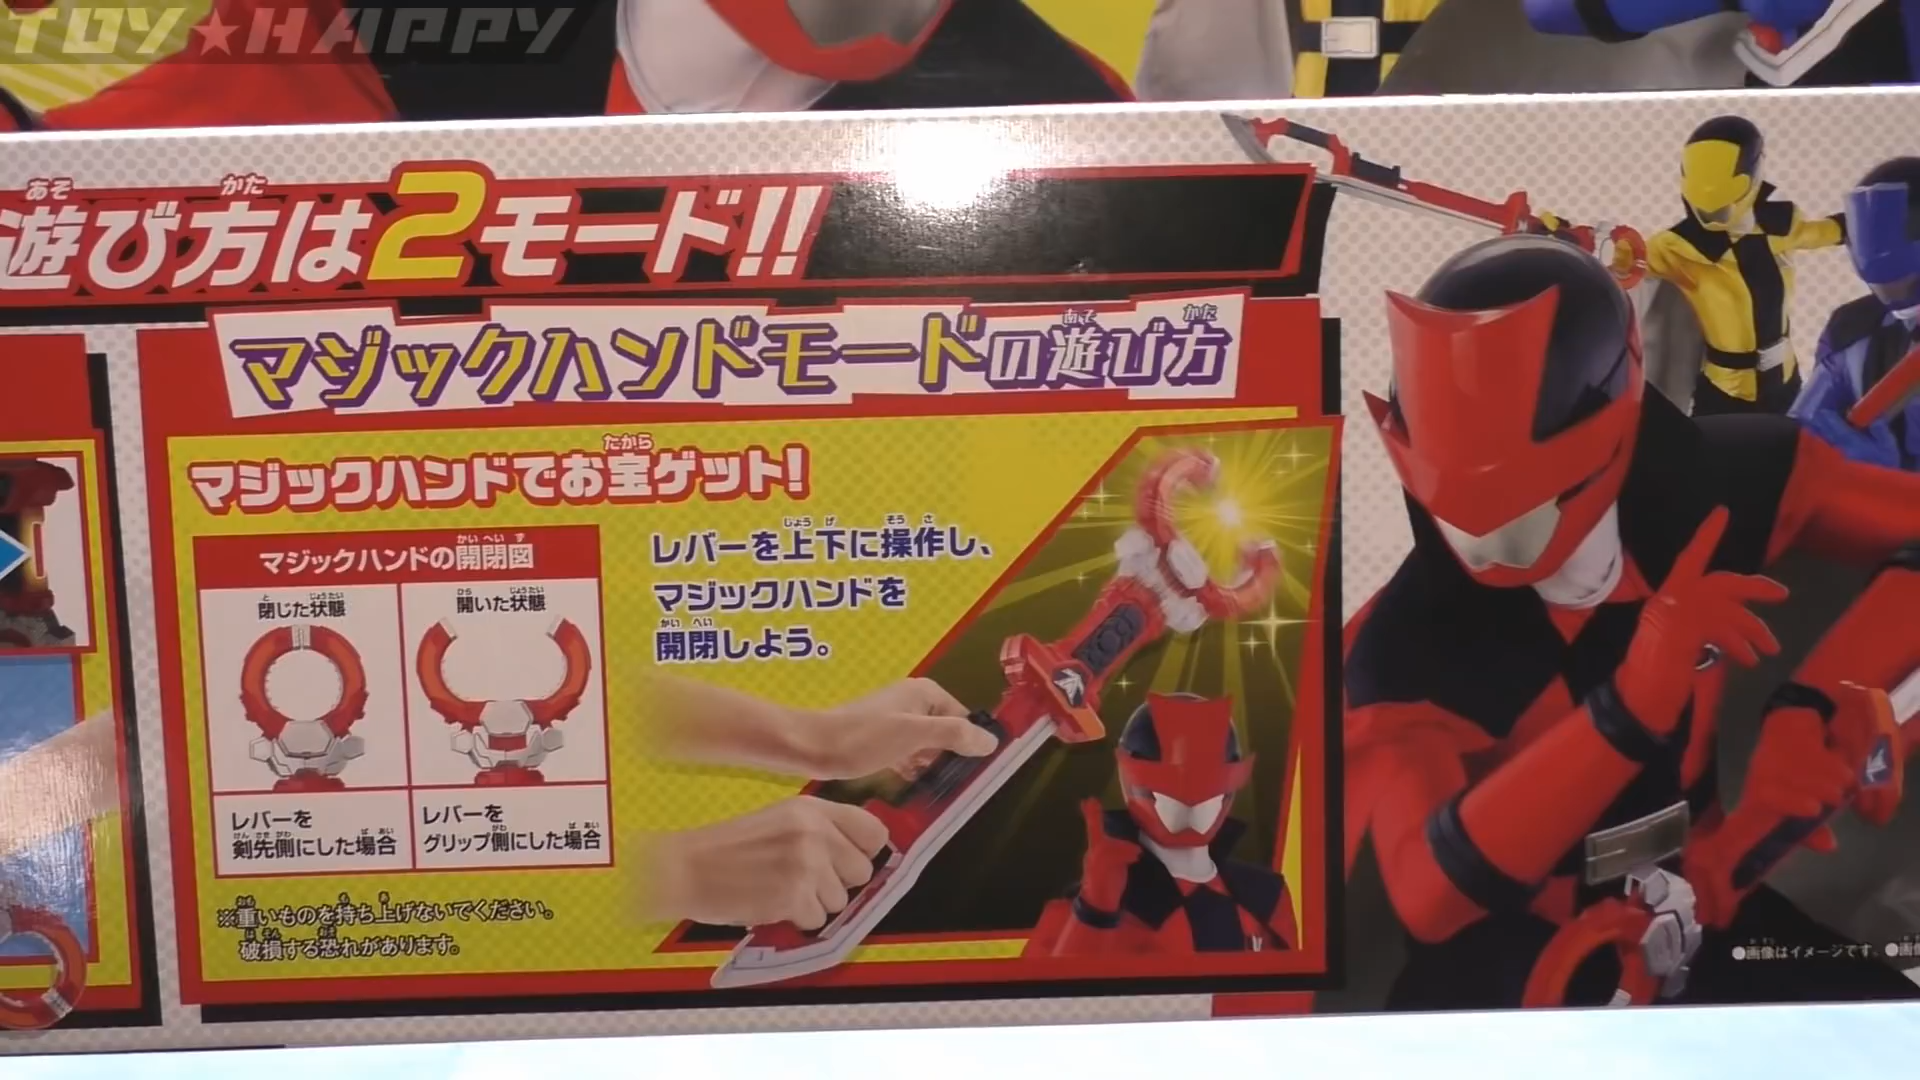 TOY★HAPPY
遊び方は2モード!!
マジックハンドモードの遊び方
マジックハンドでお宝ゲット!
マジックハンドの開閉図
閉じた状態
開いた状態
レバーを
剣先側にした場合
レバーを
グリップ側にした場合
※重いものを持ち上げないでください。
破損する恐れがあります。
レバーを上下に操作し、
マジックハンドを
開閉しよう。
●画像はイメージです。